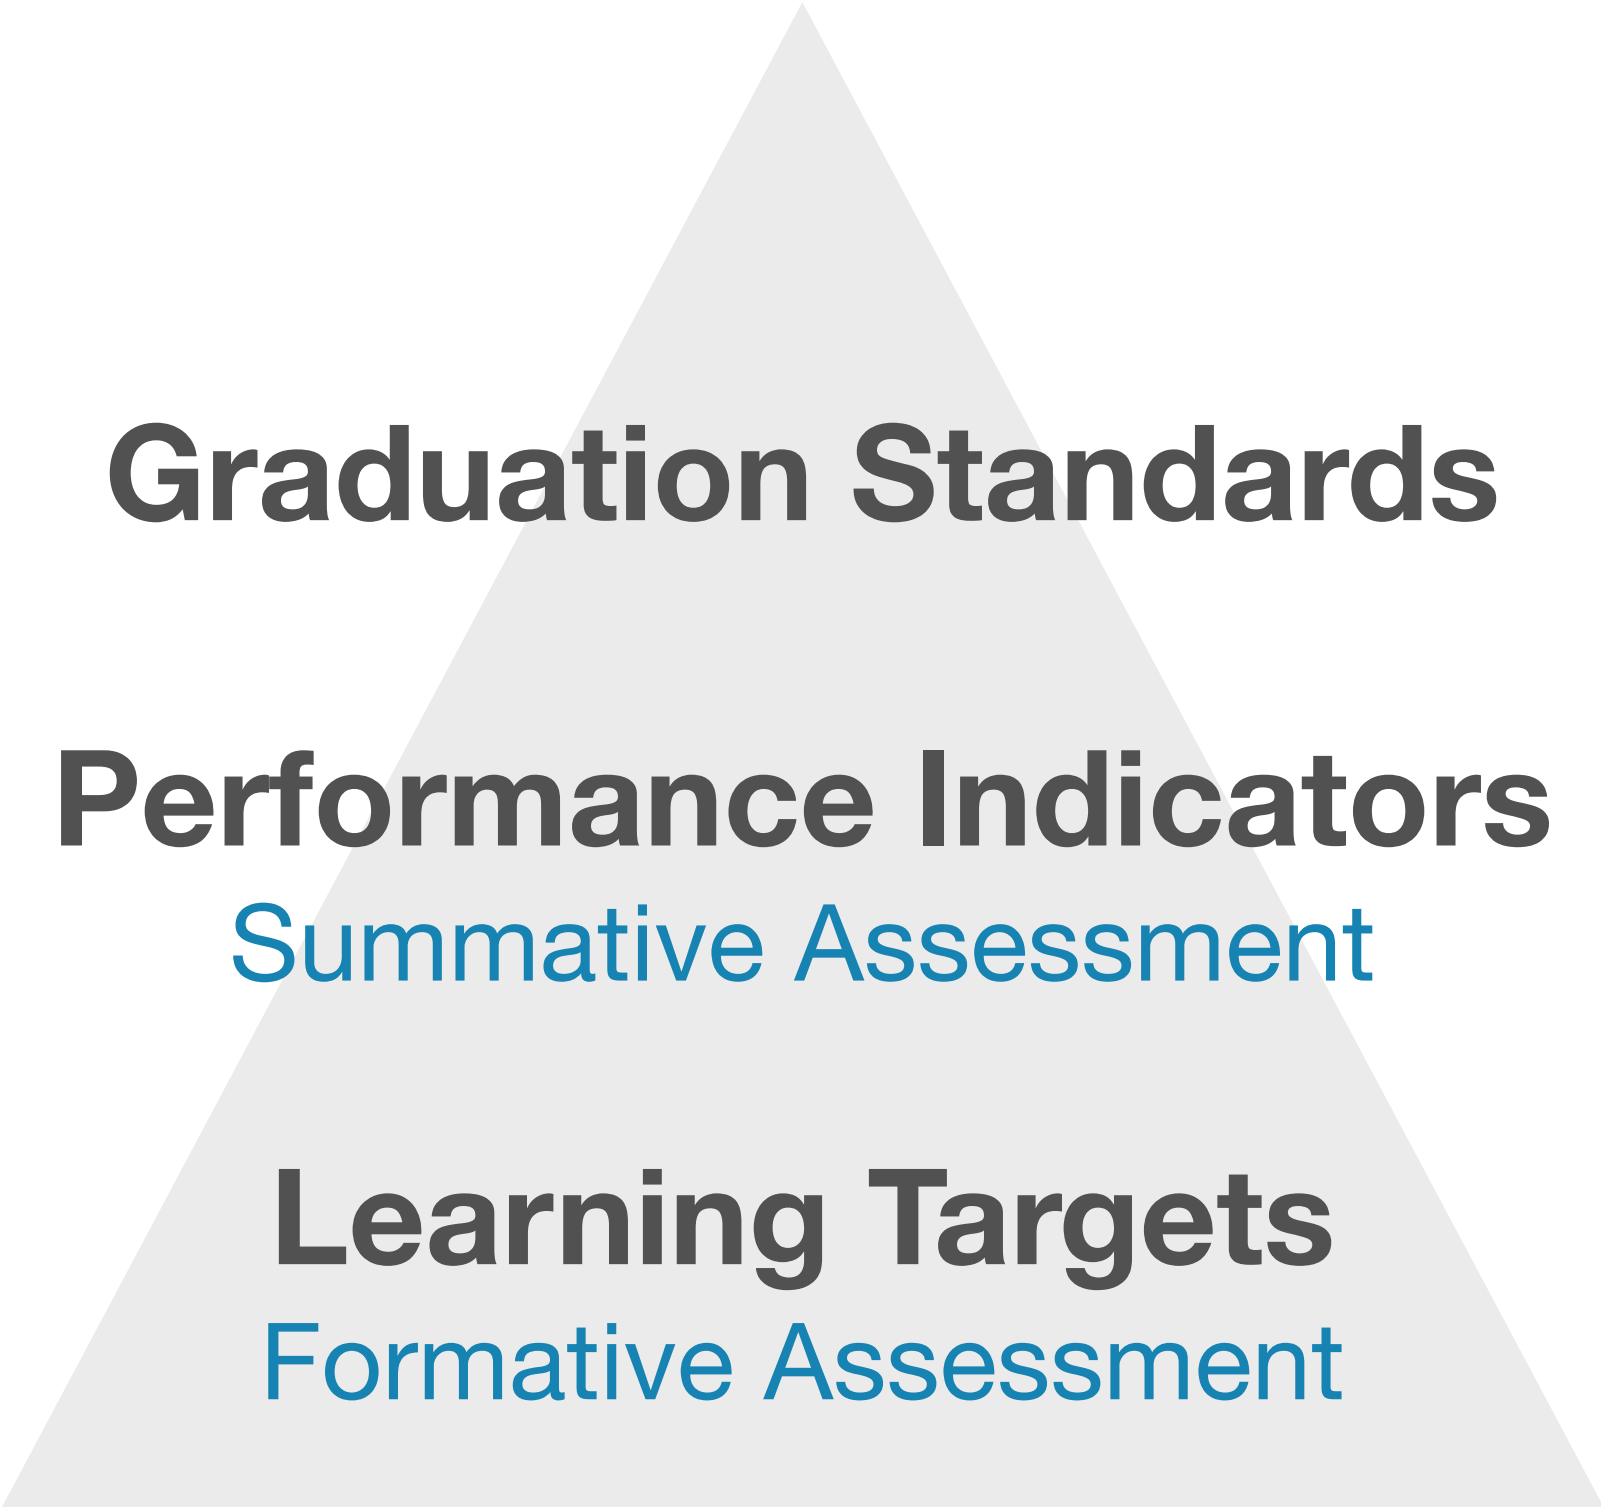 Graduation Standards
Performance Indicators
Summative Assessment
Learning Targets
Formative Assessment